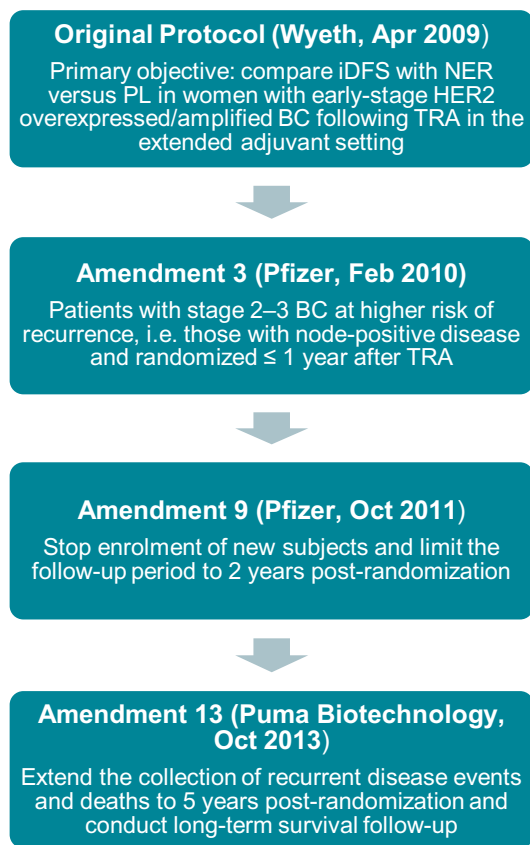 Original Protocol (Wyeth, Apr 2009)
Primary objective: compare iDFS with NER
versus PL in women with early-stage HER2
overexpressed/amplified BC following TRA in the
extended adjuvant setting
Amendment 3 (Pfizer, Feb 2010)
Patients with stage 2–3 BC at higher risk of
recurrence, i.e. those with node-positive disease
and randomized ≤ 1 year after TRA
Amendment 9 (Pfizer, Oct 2011)
Stop enrolment of new subjects and limit the
follow-up period to 2 years post-randomization
Amendment 13 (Puma Biotechnology,
Oct 2013)
Extend the collection of recurrent disease events
and deaths to 5 years post-randomization and
conduct long-term survival follow-up